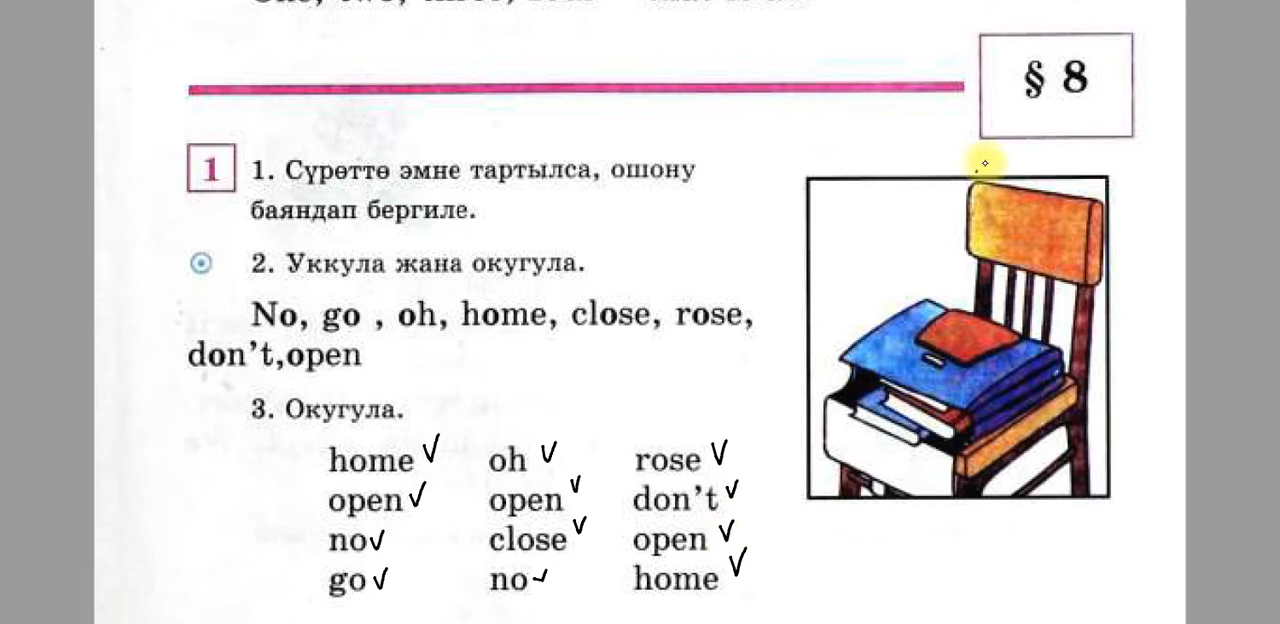 § 8
1 1. Сүрөттө эмне тартылса, ошону
баяндап бергиле.
2. Уккула жана окугула.
No, go , oh, home, close, rose,
don't,open
3. Окугула.
home oh rose
open open don't
no close open
go no home